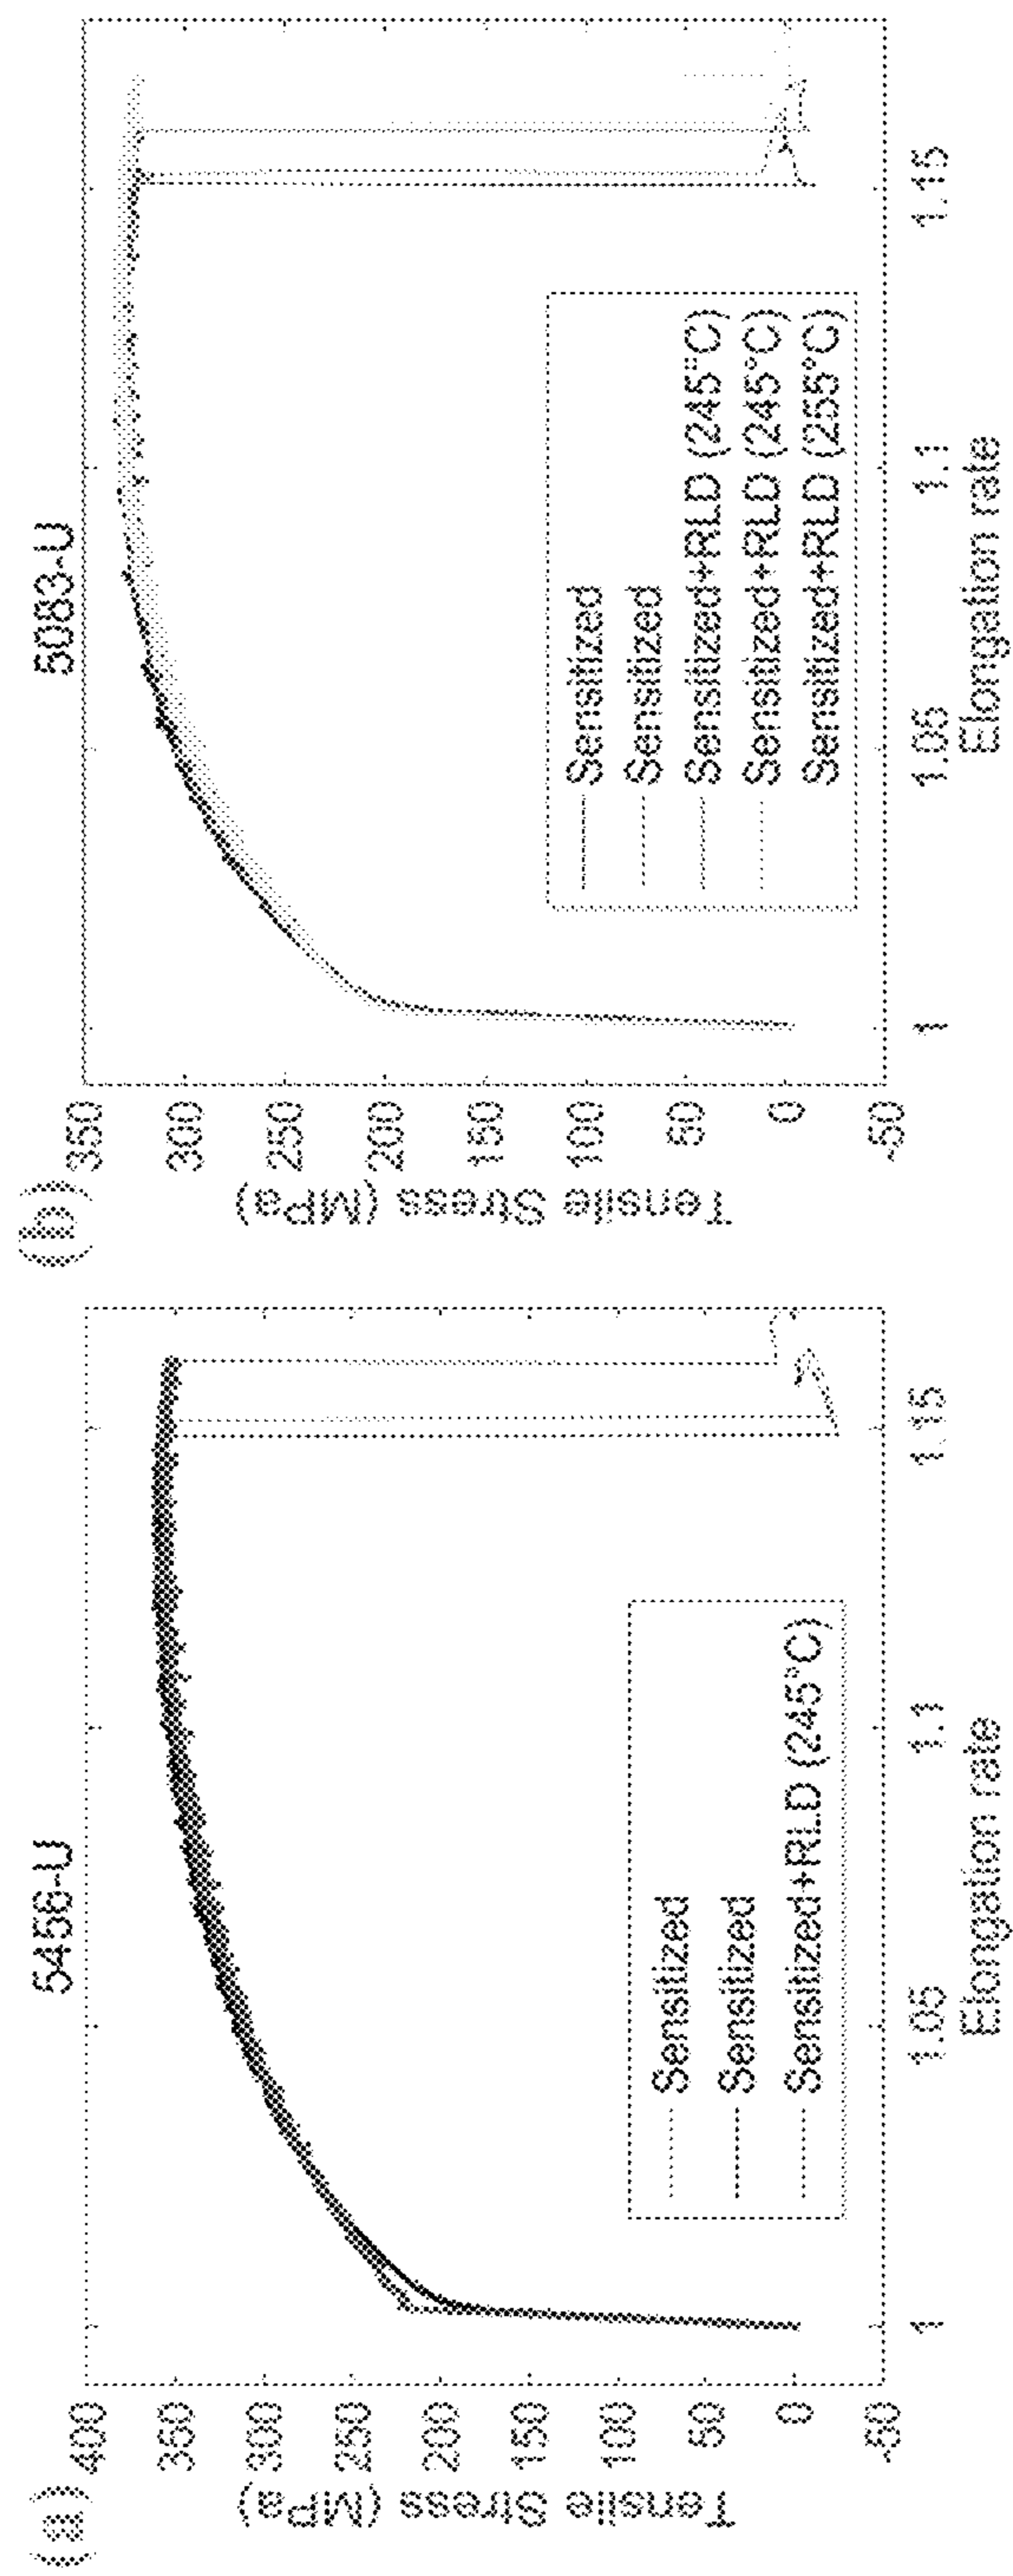 (a)
5456-U
Tensile Stress (MPa)
400
350
300
250
200
150
100
50
0
-50
Sensitized
Sensitized
Sensitized+RLD (245°C)
1
1.05
1.1
1.15
Elongation rate
(b)
5083-U
Tensile Stress (MPa)
350
300
250
200
150
100
50
0
-50
Sensitized
Sensitized
Sensitized+RLD (245°C)
Sensitized+RLD (245°C)
Sensitized+RLD (255°C)
1
1.05
1.1
1.15
Elongation rate